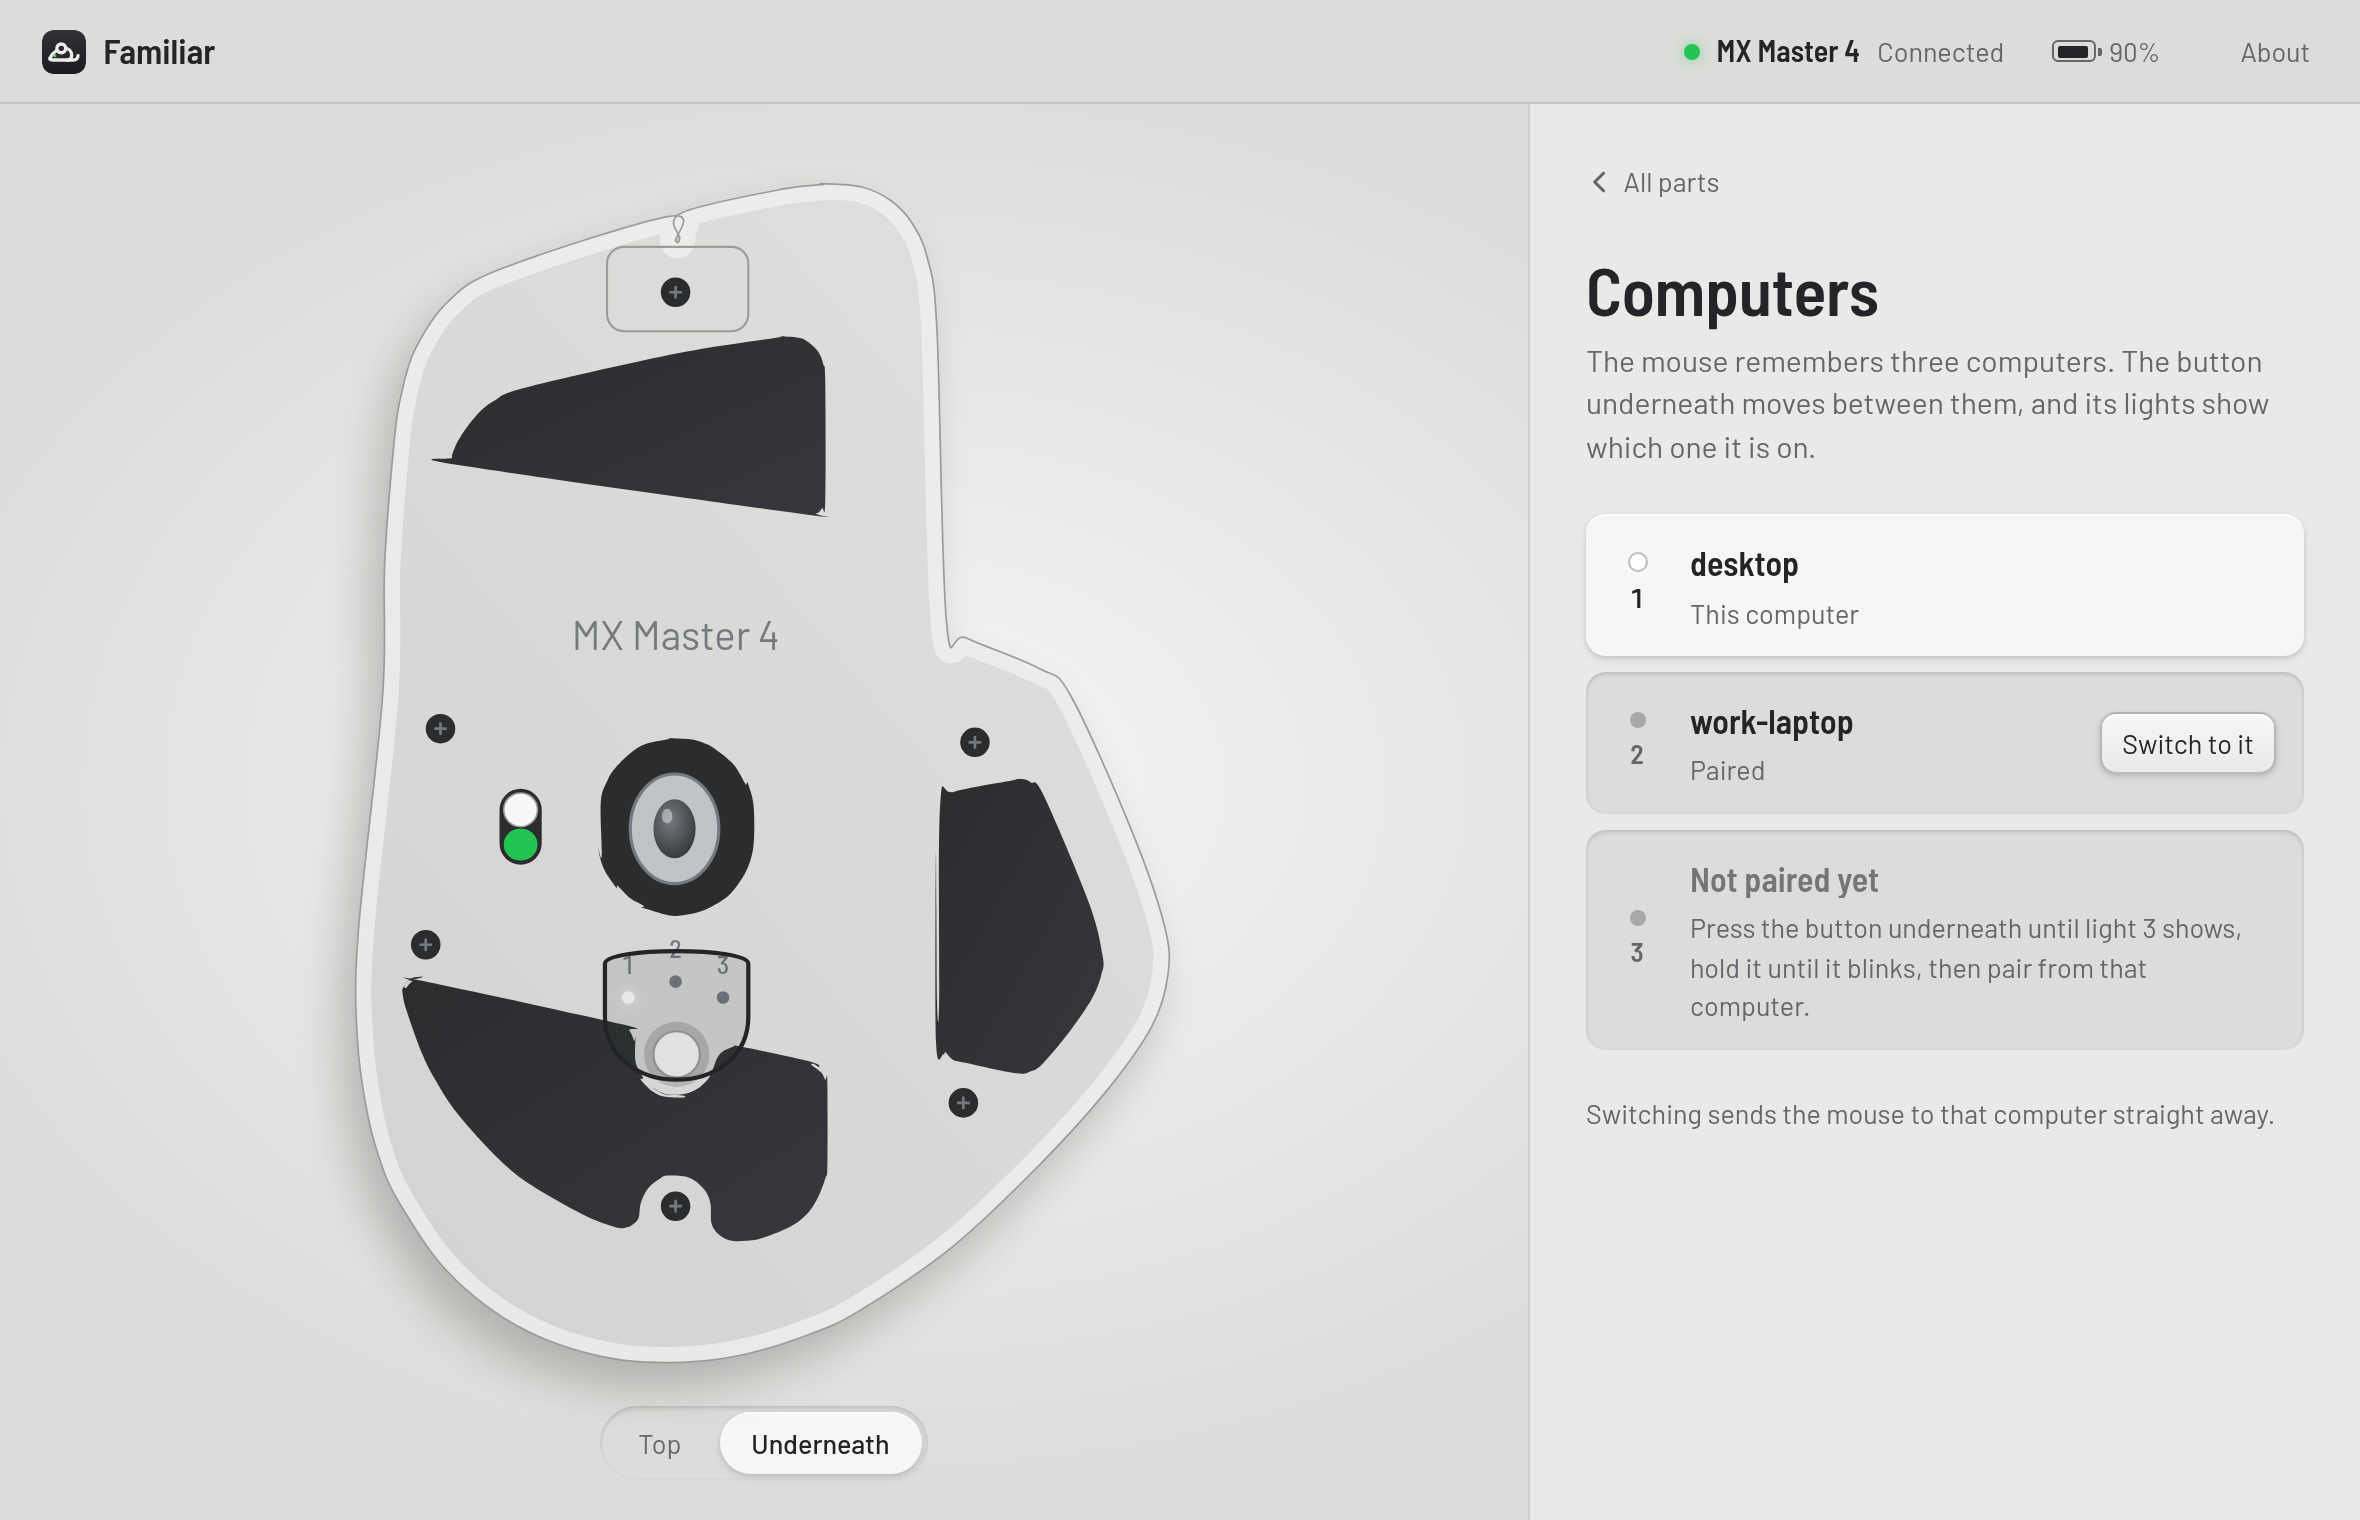 Familiar
MX Master 4 Connected 90% About
All parts
Computers
The mouse remembers three computers. The button
underneath moves between them, and its lights show
which one it is on.
desktop
1
This computer
work-laptop
2
Paired
Switch to it
Not paired yet
Press the button underneath until light 3 shows,
3
hold it until it blinks, then pair from that
computer.
Switching sends the mouse to that computer straight away.
MX Master 4
1 2 3
Top Underneath